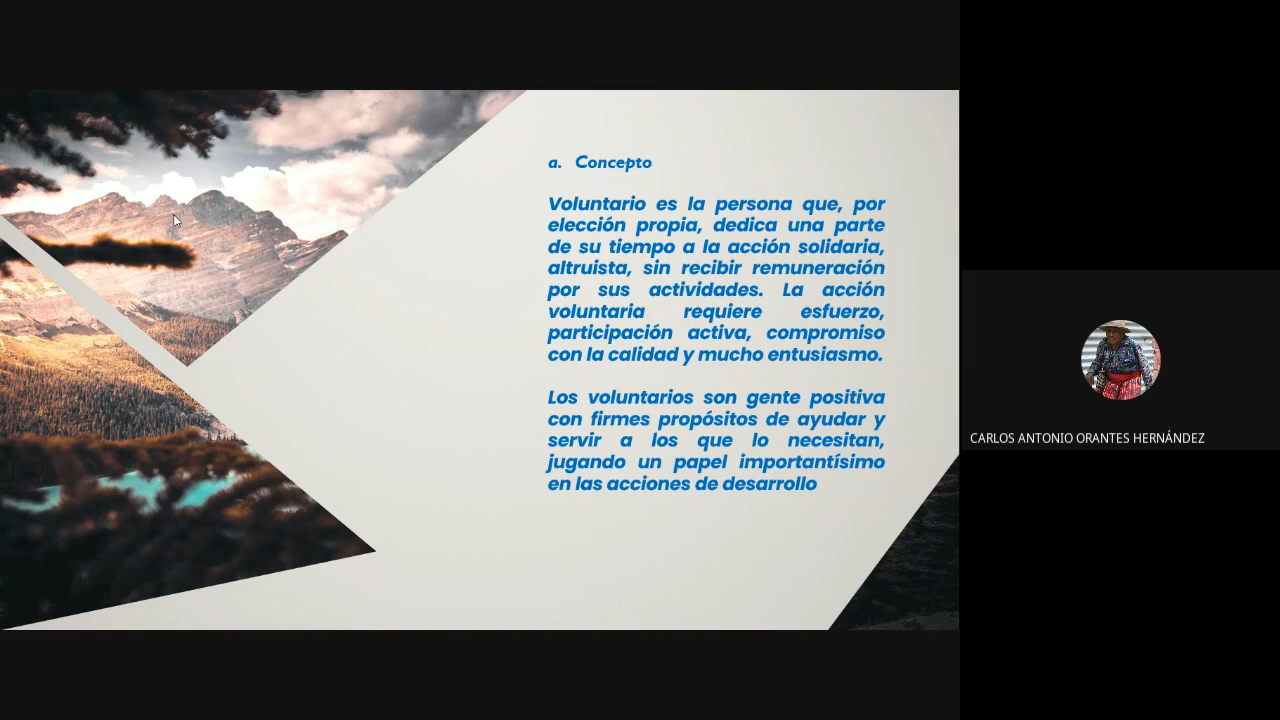 a. Concepto
Voluntario es la persona que, por
elección propia, dedica una parte
de su tiempo a la acción solidaria,
altruista, sin recibir remuneración
por sus actividades. La acción
voluntaria requiere esfuerzo,
participación activa, compromiso
con la calidad y mucho entusiasmo.
Los voluntarios son gente positiva
con firmes propósitos de ayudar y
servir a los que lo necesitan,
jugando un papel importantísimo
en las acciones de desarrollo
CARLOS ANTONIO ORANTES HERNÁNDEZ